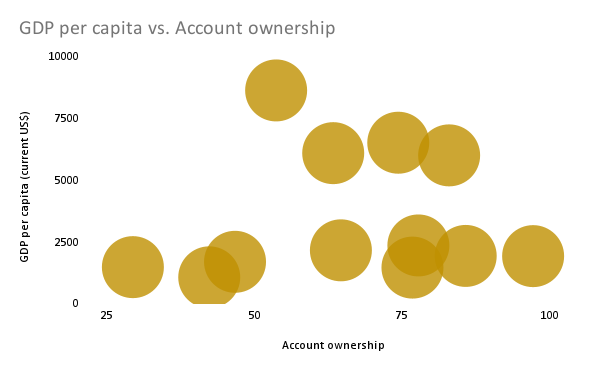 GDP per capita vs. Account ownership
10000
7500
5000
2500
0
GDP per capita (current US$)
25 50 75 100
Account ownership